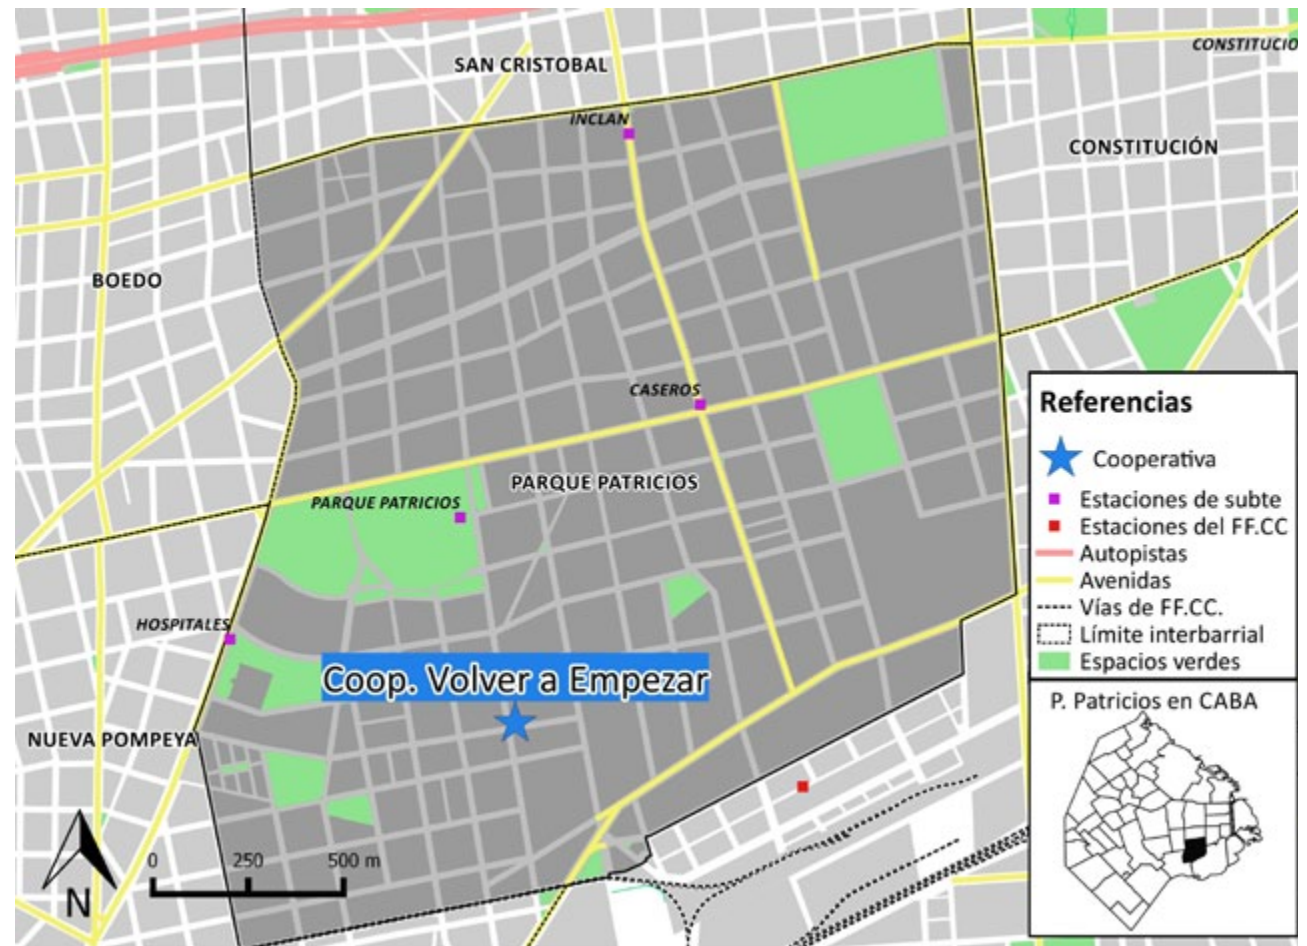 SAN CRISTOBAL
CONSTITUCIO
INCLAN
CONSTITUCIÓN
BOEDO
CASEROS
PARQUE PATRICIOS
PARQUE PATRICIOS
HOSPITALES
Coop. Volver a Empezar
NUEVA POMPEYA
0 250 500 m
N
Referencias
Cooperativa
Estaciones de subte
Estaciones del FF.CC
Autopistas
Avenidas
Vías de FF.CC.
Límite interbarrial
Espacios verdes
P. Patricios en CABA